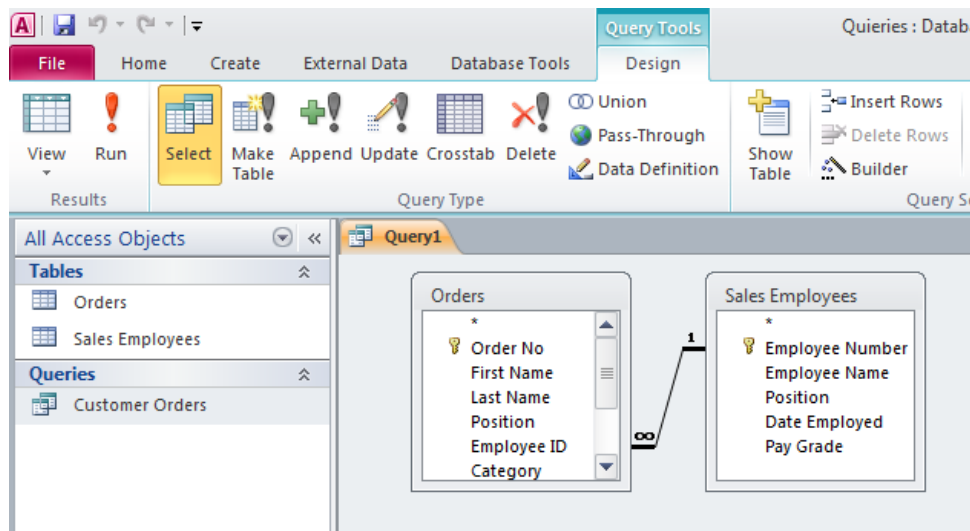 A
Query Tools
Quieries : Datab
File Home Create External Data Database Tools Design
View
Run
Select
Make
Table
Append
Update
Crosstab
Delete
Union
Pass-Through
Data Definition
Show
Table
Insert Rows
Delete Rows
Builder
Results
Query Type
Query S
All Access Objects
Tables
Orders
Sales Employees
Queries
Customer Orders
Query1
Orders
*
Order No
First Name
Last Name
Position
Employee ID
Category
1
∞
Sales Employees
*
Employee Number
Employee Name
Position
Date Employed
Pay Grade